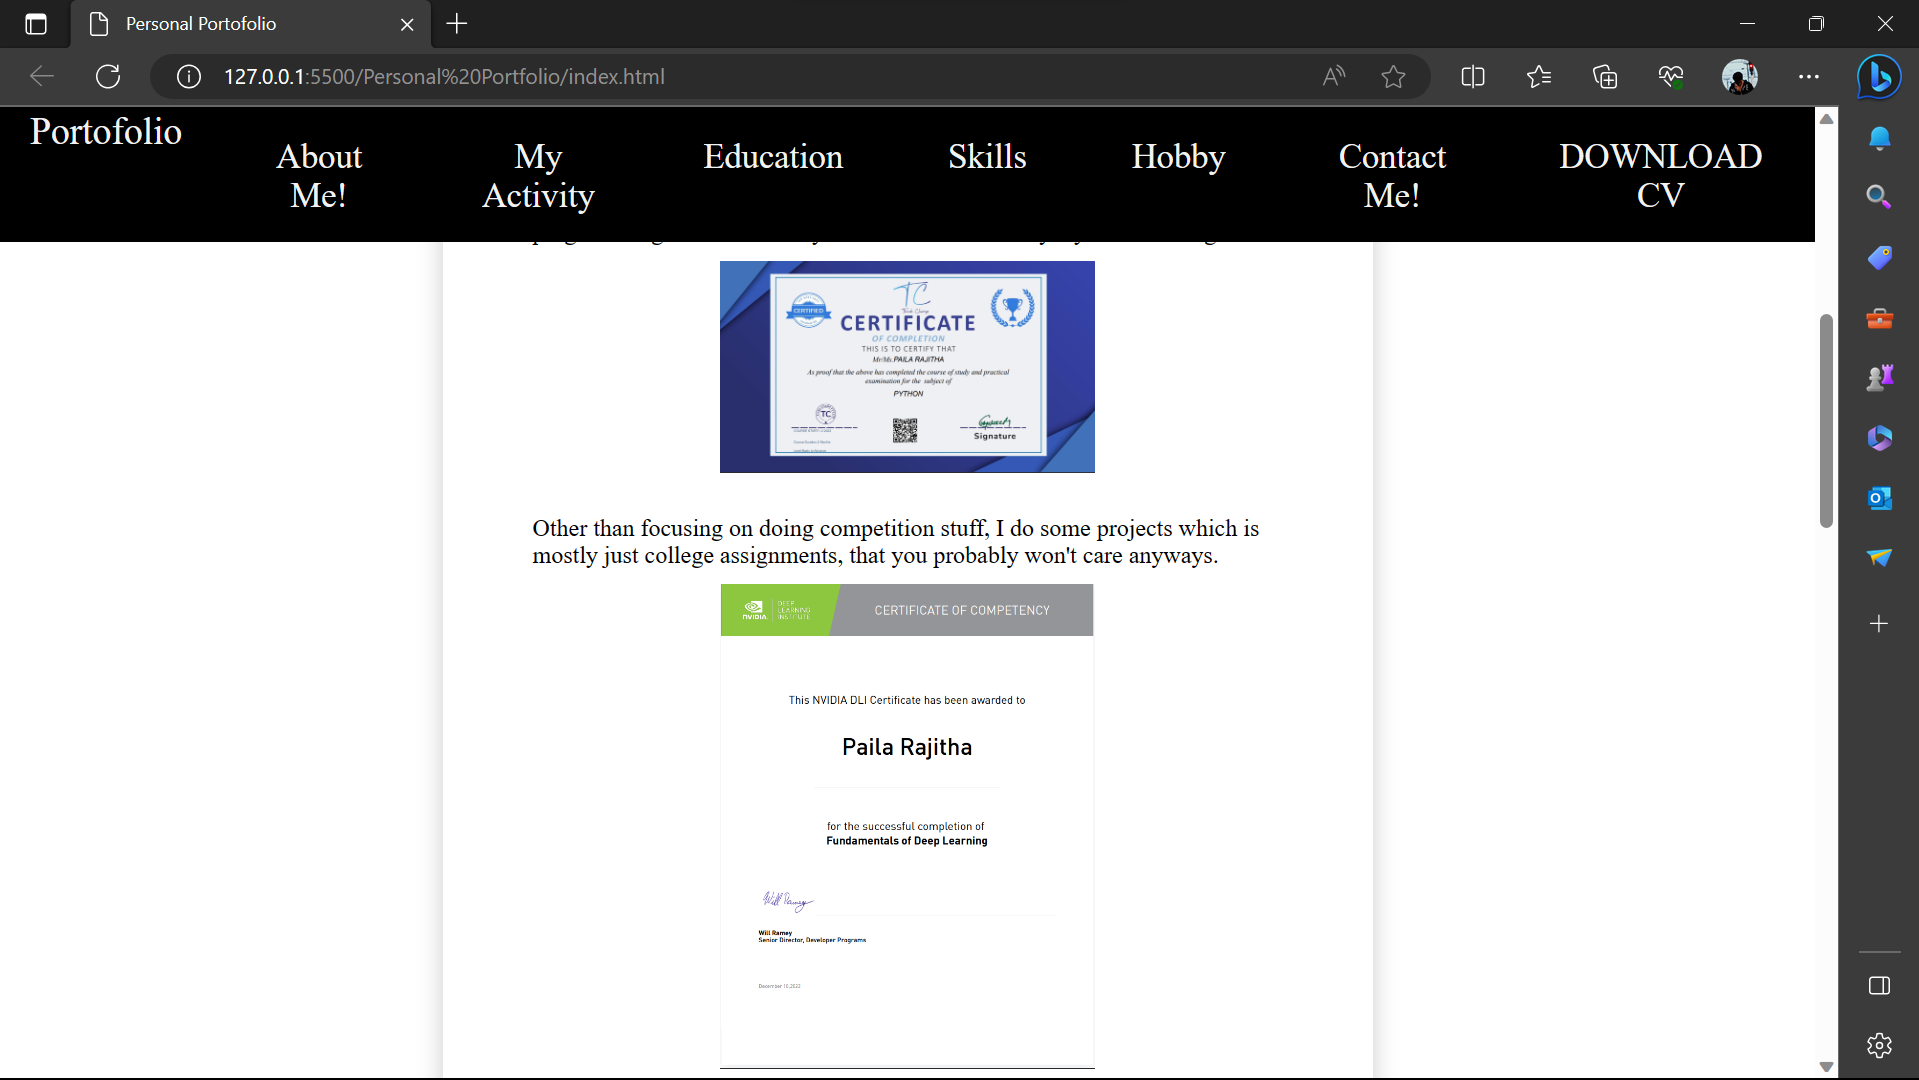 Personal Portofolio
127.0.0.1:5500/Personal%20Portfolio/index.html
Portofolio
About Me!
My Activity
Education
Skills
Hobby
Contact Me!
DOWNLOAD CV
CERTIFIED
TC
Think Champ
CERTIFICATE
OF COMPLETION
THIS IS TO CERTIFY THAT
Mr/Ms. PAILA RAJITHA
As proof that the above has completed the course of study and practical
examination for the subject of
PYTHON
TC
Signature
Other than focusing on doing competition stuff, I do some projects which is
mostly just college assignments, that you probably won't care anyways.
NVIDIA
DEEP
LEARNING
INSTITUTE
CERTIFICATE OF COMPETENCY
This NVIDIA DLI Certificate has been awarded to
Paila Rajitha
for the successful completion of
Fundamentals of Deep Learning
Will Ramey
Will Ramey
Senior Director, Developer Programs
December 10, 2022